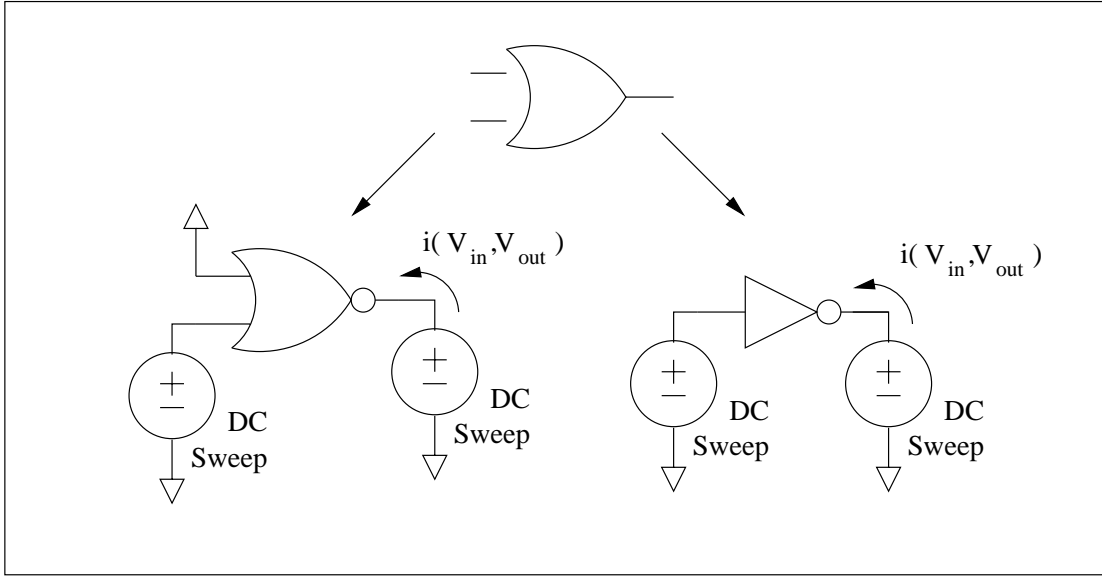 i( V_in,V_out )
i( V_in,V_out )
+
−
DC
Sweep
+
−
DC
Sweep
+
−
DC
Sweep
+
−
DC
Sweep